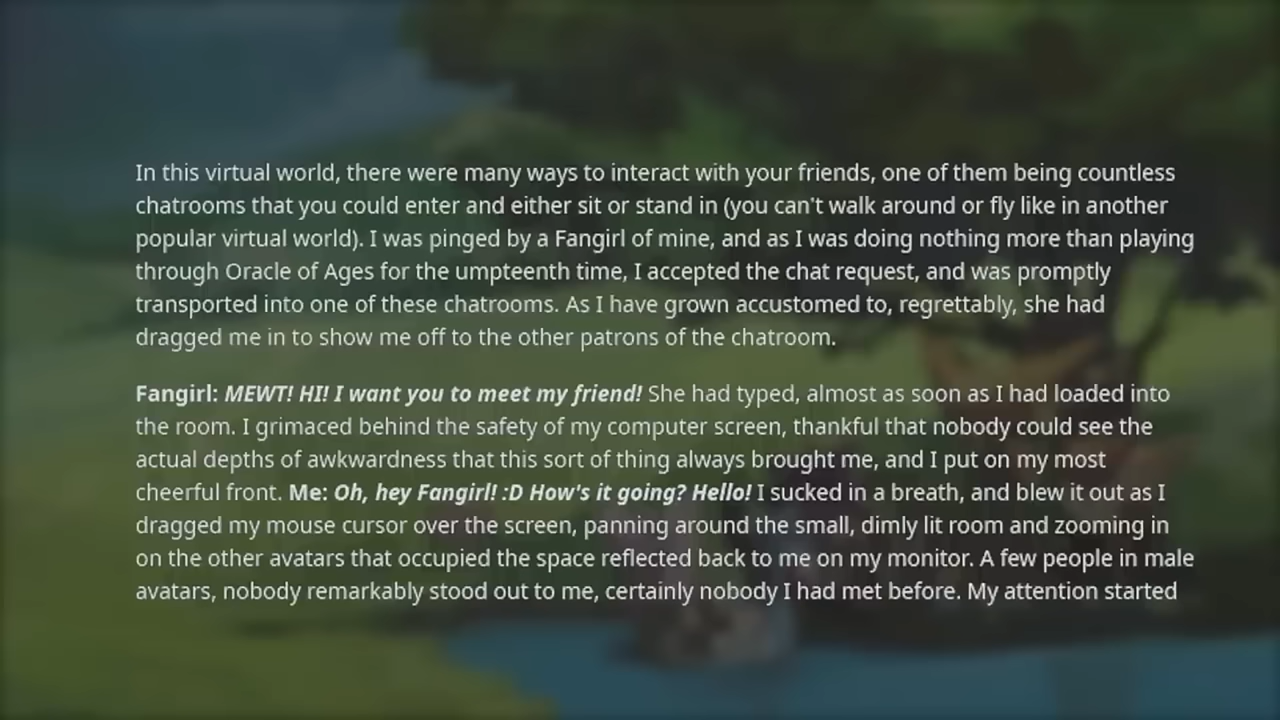 In this virtual world, there were many ways to interact with your friends, one of them being countless
chatrooms that you could enter and either sit or stand in (you can't walk around or fly like in another
popular virtual world). I was pinged by a Fangirl of mine, and as I was doing nothing more than playing
through Oracle of Ages for the umpteenth time, I accepted the chat request, and was promptly
transported into one of these chatrooms. As I have grown accustomed to, regrettably, she had
dragged me in to show me off to the other patrons of the chatroom.
Fangirl: MEWT! HI! I want you to meet my friend! She had typed, almost as soon as I had loaded into
the room. I grimaced behind the safety of my computer screen, thankful that nobody could see the
actual depths of awkwardness that this sort of thing always brought me, and I put on my most
cheerful front. Me: Oh, hey Fangirl! :D How's it going? Hello! I sucked in a breath, and blew it out as I
dragged my mouse cursor over the screen, panning around the small, dimly lit room and zooming in
on the other avatars that occupied the space reflected back to me on my monitor. A few people in male
avatars, nobody remarkably stood out to me, certainly nobody I had met before. My attention started